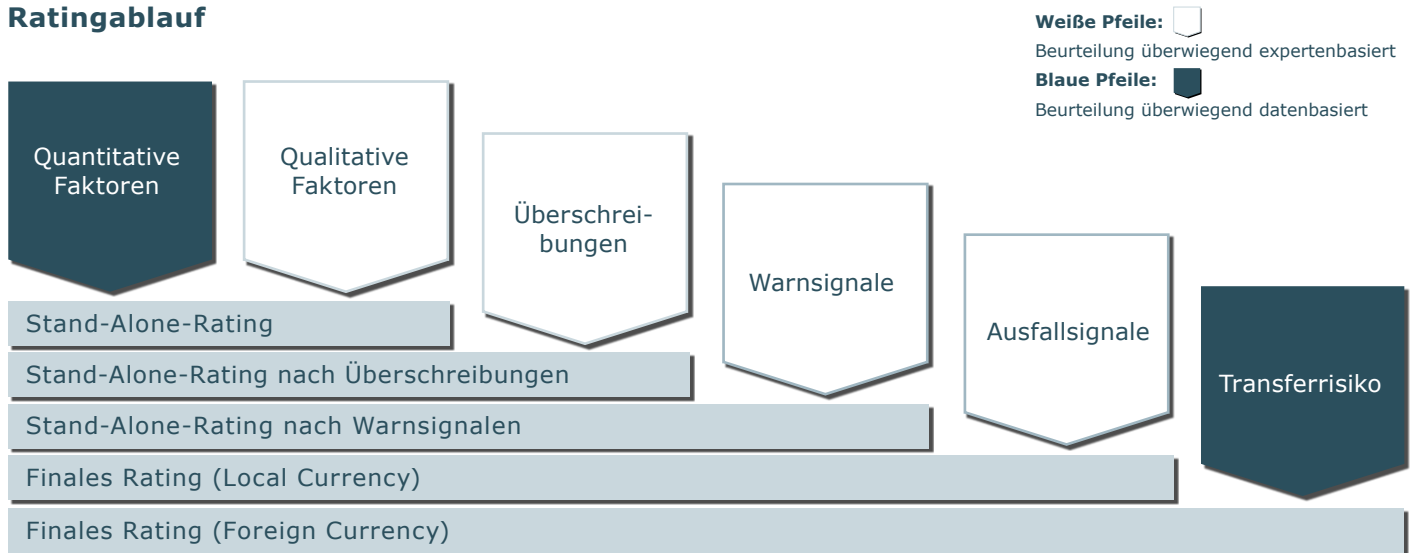 Ratingablauf
Weiße Pfeile:
Beurteilung überwiegend expertenbasiert
Blaue Pfeile:
Beurteilung überwiegend datenbasiert
Quantitative
Faktoren
Qualitative
Faktoren
Überschrei-
bungen
Warnsignale
Ausfallsignale
Transferrisiko
Stand-Alone-Rating
Stand-Alone-Rating nach Überschreibungen
Stand-Alone-Rating nach Warnsignalen
Finales Rating (Local Currency)
Finales Rating (Foreign Currency)